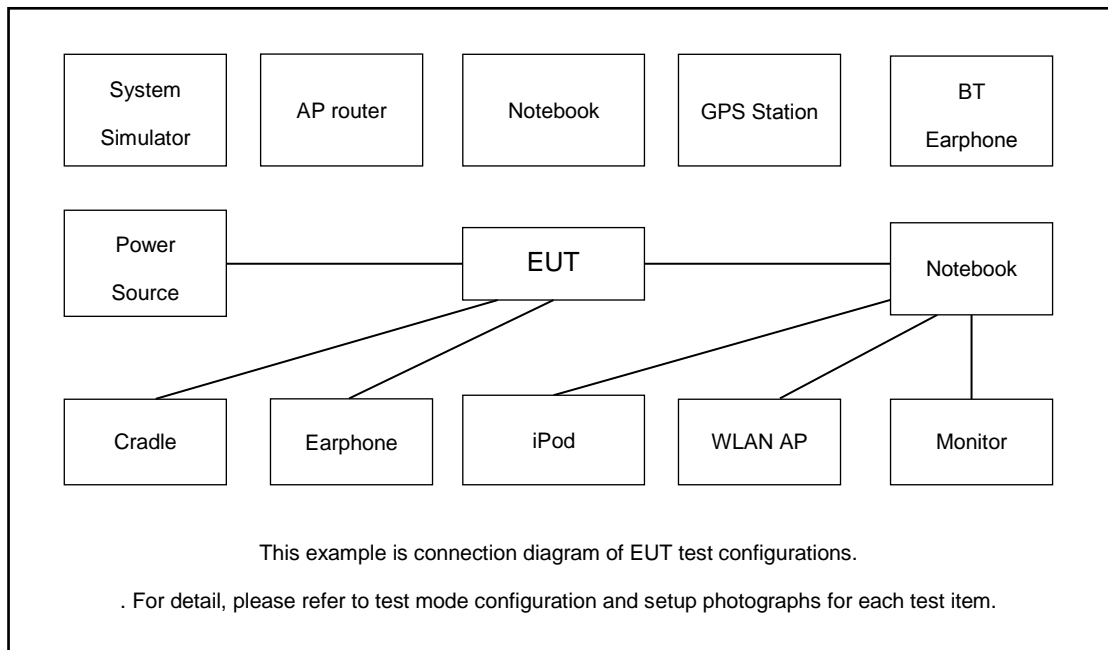 System
Simulator
AP router
Notebook
GPS Station
BT
Earphone
Power
Source
EUT
Notebook
Cradle
Earphone
iPod
WLAN AP
Monitor
This example is connection diagram of EUT test configurations.
. For detail, please refer to test mode configuration and setup photographs for each test item.